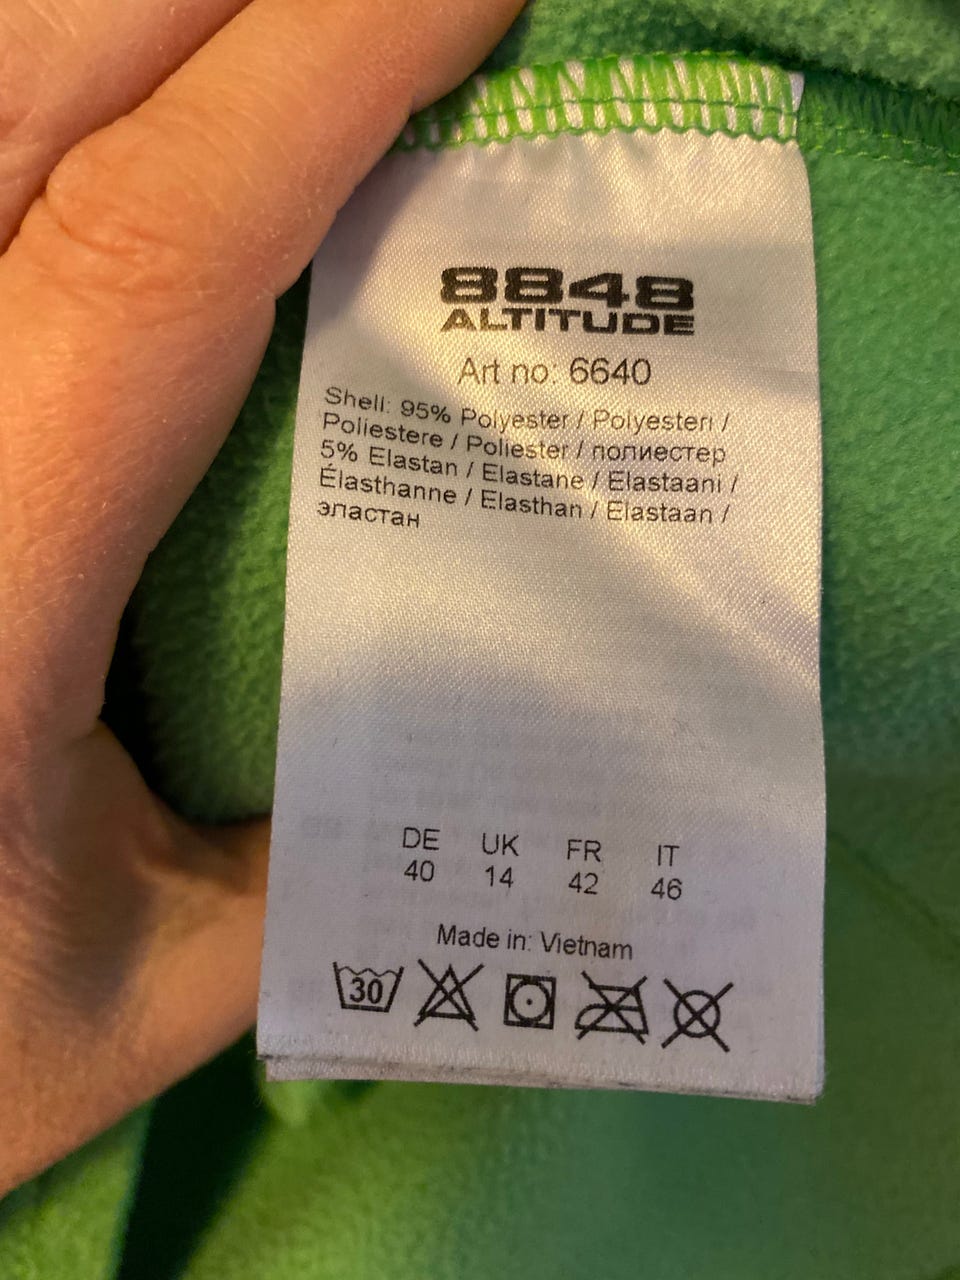 8848
ALTITUDE
Art no: 6640
Shell: 95% Polyester / Polyesteri /
Poliestere / Poliester / полиестер
5% Elastan / Elastane / Elastaani /
Élasthanne / Elasthan / Elastaan /
эластан
DE UK FR IT
40 14 42 46
Made in: Vietnam
30